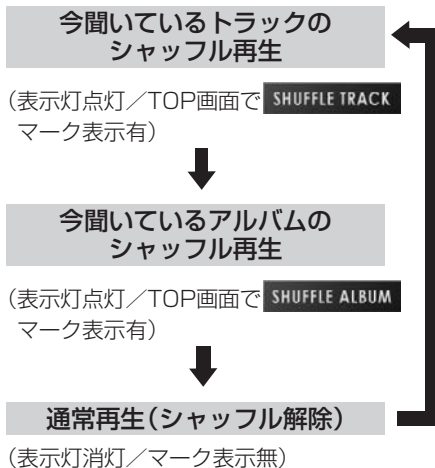 今聞いているトラックの
シャッフル再生
（表示灯点灯／TOP画面で SHUFFLE TRACK
マーク表示有）
今聞いているアルバムの
シャッフル再生
（表示灯点灯／TOP画面で SHUFFLE ALBUM
マーク表示有）
通常再生（シャッフル解除）
（表示灯消灯／マーク表示無）